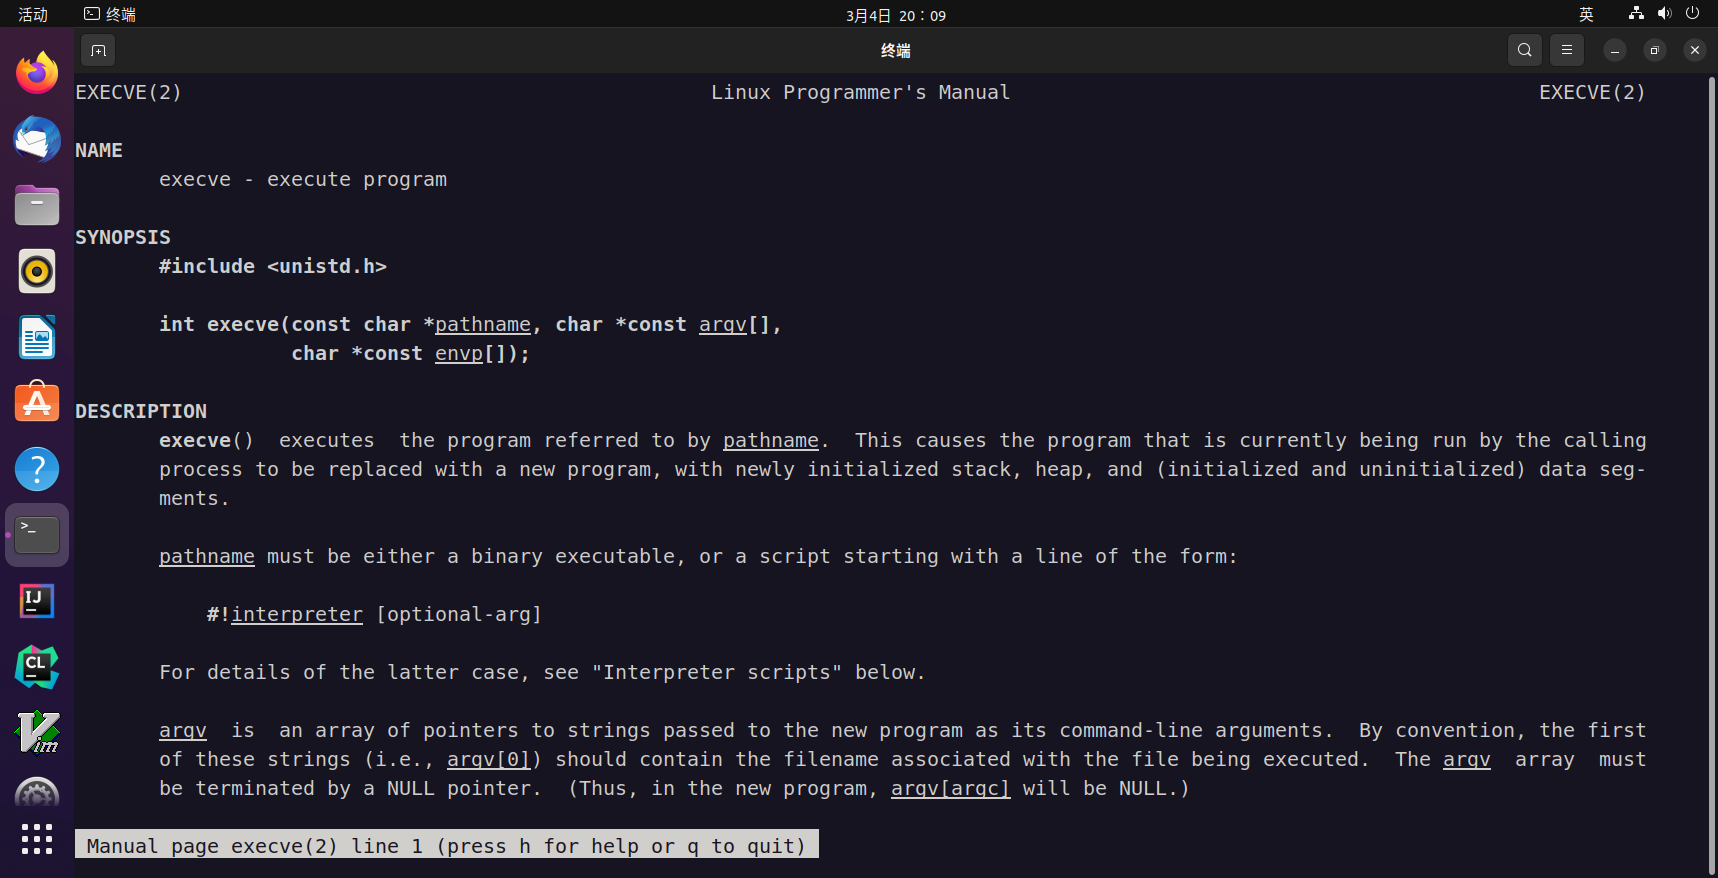 活动 终端 3月4日 20：09 英
终端
EXECVE(2) Linux Programmer's Manual EXECVE(2)
NAME
execve - execute program
SYNOPSIS
#include <unistd.h>
int execve(const char *pathname, char *const argv[],
char *const envp[]);
DESCRIPTION
execve() executes the program referred to by pathname. This causes the program that is currently being run by the calling
process to be replaced with a new program, with newly initialized stack, heap, and (initialized and uninitialized) data seg-
ments.
pathname must be either a binary executable, or a script starting with a line of the form:
#!interpreter [optional-arg]
For details of the latter case, see "Interpreter scripts" below.
argv is an array of pointers to strings passed to the new program as its command-line arguments. By convention, the first
of these strings (i.e., argv[0]) should contain the filename associated with the file being executed. The argv array must
be terminated by a NULL pointer. (Thus, in the new program, argv[argc] will be NULL.)
Manual page execve(2) line 1 (press h for help or q to quit)
?
>_
IJ
CL
Vim